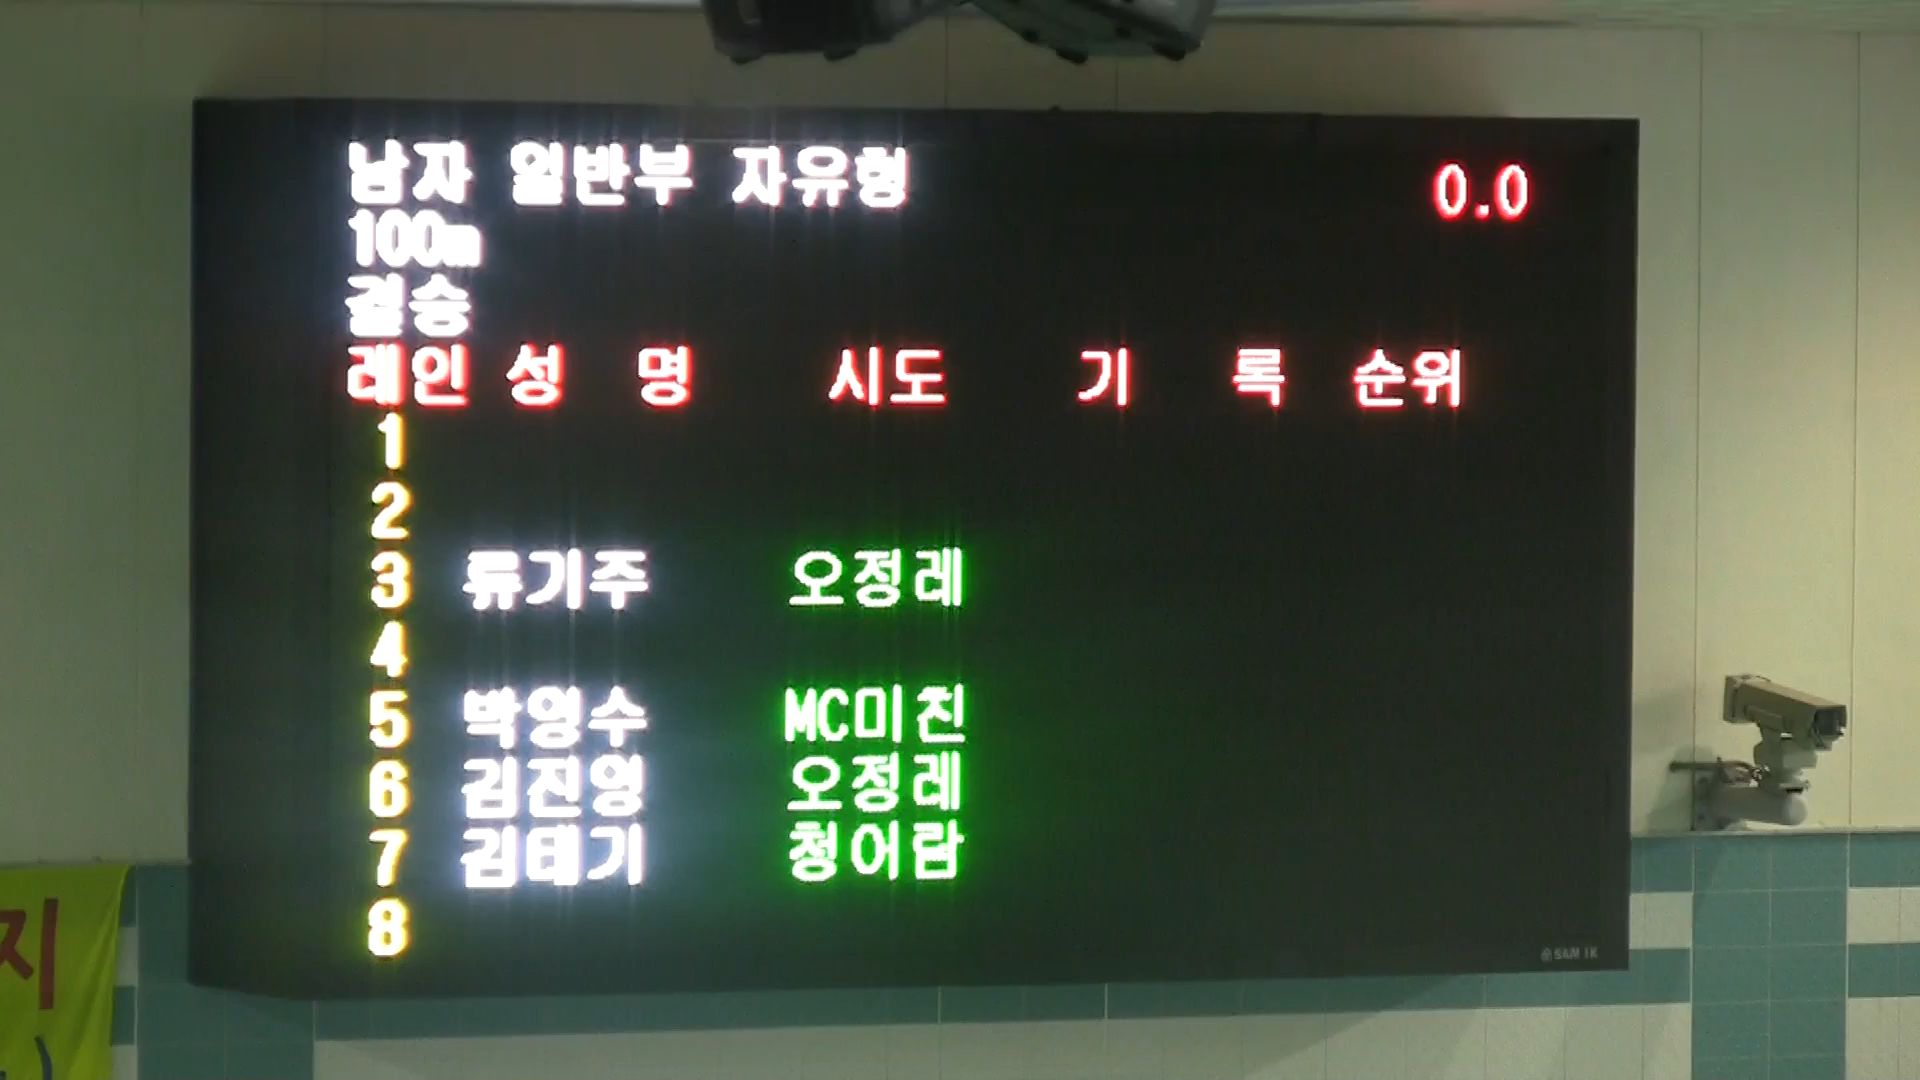 남자 일반부 자유형 0.0
100m
결승
레인 성 명 시도 기 록 순위
1
2
3 류기주 오정레
4
5 박영수 MC미친
6 김진영 오정레
7 김태기 청어람
8
SAMIK
지